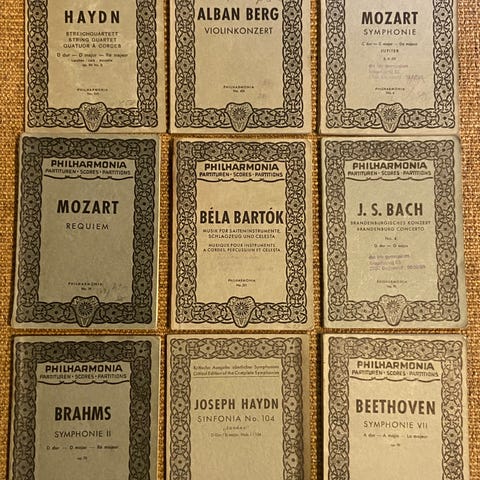 HAYDN
STREICHQUARTETT
STRING QUARTET
QUATUOR À CORDES
D dur — D major — Ré majeur
PHILHARMONIA
ALBAN BERG
VIOLINKONZERT
PHILHARMONIA
MOZART
SYMPHONIE
C dur — C major — Do majeur
JUPITER
PHILHARMONIA
PHILHARMONIA
PARTITUREN · SCORES · PARTITIONS
MOZART
REQUIEM
PHILHARMONIA
PHILHARMONIA
PARTITUREN · SCORES · PARTITIONS
BÉLA BARTÓK
MUSIK FÜR SAITENINSTRUMENTE,
SCHLAGZEUG UND CELESTA
MUSIQUE POUR INSTRUMENTS
A CORDES, PERCUSSION ET CELESTA
PHILHARMONIA
PHILHARMONIA
PARTITUREN · SCORES · PARTITIONS
J. S. BACH
BRANDENBURGISCHES KONZERT
BRANDENBURG CONCERTO
PHILHARMONIA
PHILHARMONIA
PARTITUREN · SCORES · PARTITIONS
BRAHMS
SYMPHONIE II
D dur — D major — Ré majeur
Kritische Ausgabe sämtlicher Symphonien
Critical Edition of the Complete Symphonies
JOSEPH HAYDN
SINFONIA No. 104
PHILHARMONIA
PARTITUREN · SCORES · PARTITIONS
BEETHOVEN
SYMPHONIE VII
A dur — A major — La majeur